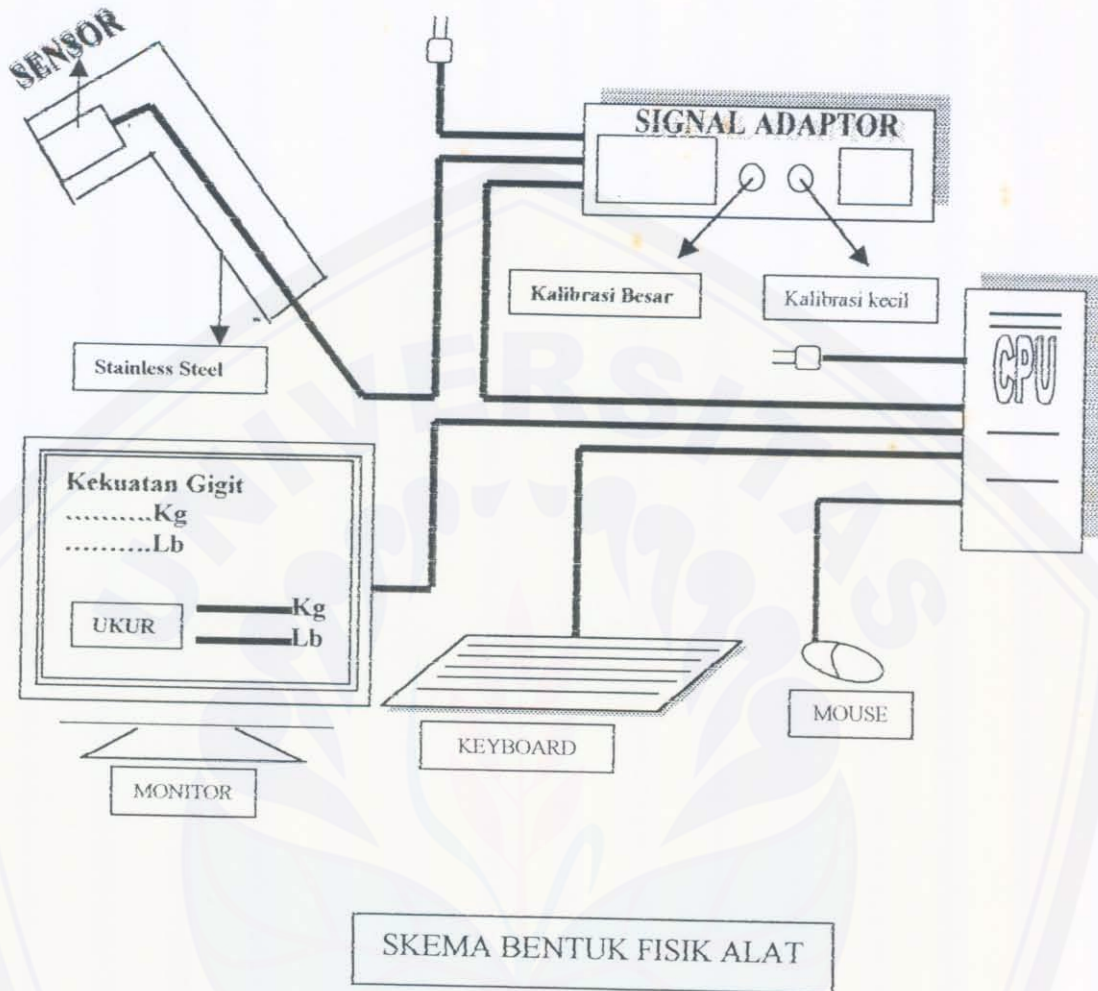 SENSOR
SIGNAL ADAPTOR
Kalibrasi Besar
Kalibrasi kecil
CPU
Stainless Steel
Kekuatan Gigit
..........Kg
..........Lb
UKUR
Kg
Lb
MONITOR
KEYBOARD
MOUSE
UNIVERSITAS
SKEMA BENTUK FISIK ALAT